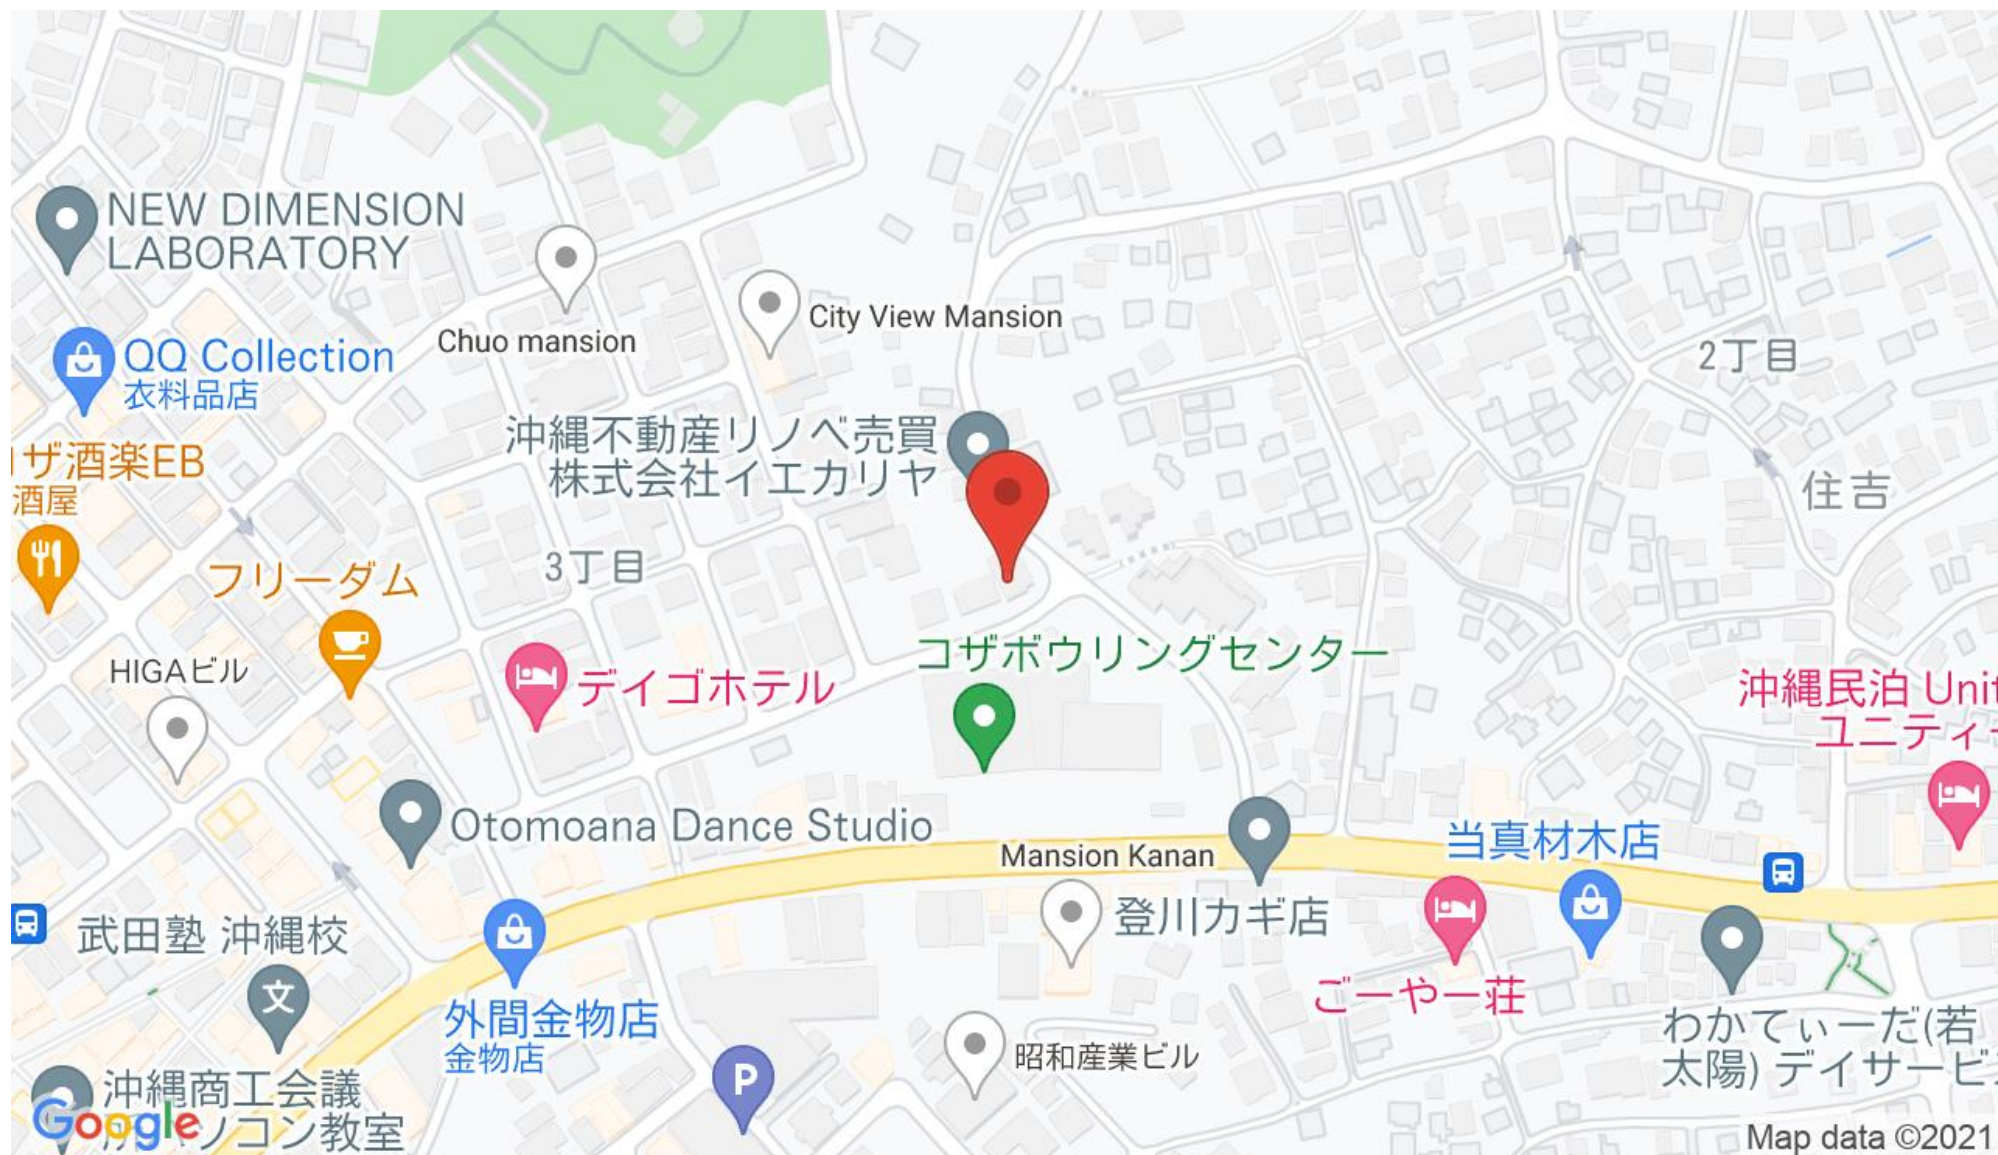 NEW DIMENSION
LABORATORY
Chuo mansion
City View Mansion
QQ Collection
衣料品店
2丁目
沖縄不動産リノベ売買
株式会社イエカリヤ
ザ酒楽EB
酒屋
住吉
3丁目
フリーダム
コザボウリングセンター
HIGAビル
デイゴホテル
沖縄民泊 Unit
ユニティ
Otomoana Dance Studio
当真材木店
Mansion Kanan
登川カギ店
武田塾 沖縄校
文
ごーやー荘
外間金物店
金物店
わかてぃーだ(若
太陽) デイサービ
昭和産業ビル
P
沖縄商工会議
パソコン教室
Google
Map data ©2021